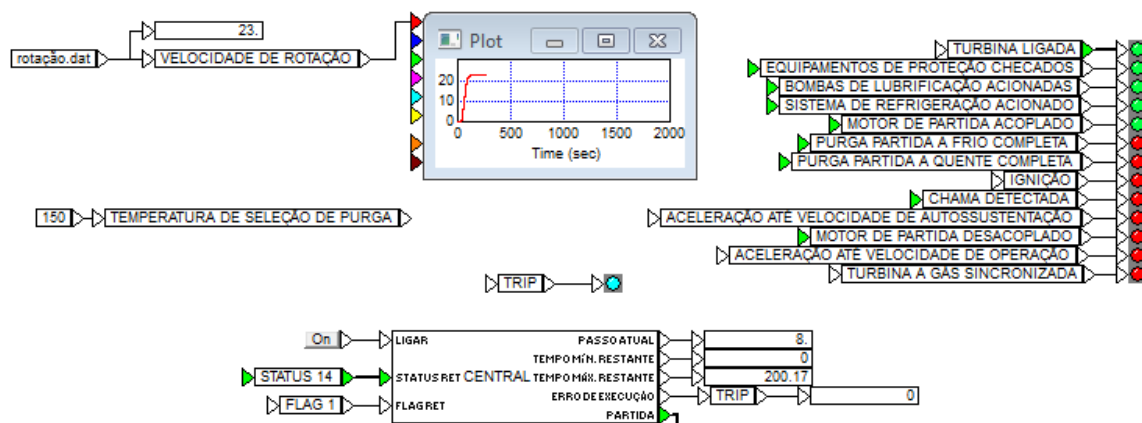 23.
rotação.dat
VELOCIDADE DE ROTAÇÃO
Plot
20
10
0
0
500
1000
1500
2000
Time (sec)
TURBINA LIGADA
EQUIPAMENTOS DE PROTEÇÃO CHECADOS
BOMBAS DE LUBRIFICAÇÃO ACIONADAS
SISTEMA DE REFRIGERAÇÃO ACIONADO
MOTOR DE PARTIDA ACOPLADO
PURGA PARTIDA A FRIO COMPLETA
PURGA PARTIDA A QUENTE COMPLETA
IGNIÇÃO
CHAMA DETECTADA
ACELERAÇÃO ATÉ VELOCIDADE DE AUTOSSUSTENTAÇÃO
MOTOR DE PARTIDA DESACOPLADO
ACELERAÇÃO ATÉ VELOCIDADE DE OPERAÇÃO
TURBINA A GÁS SINCRONIZADA
150
TEMPERATURA DE SELEÇÃO DE PURGA
TRIP
On
LIGAR
PASSO ATUAL
8.
TEMPO MÍN. RESTANTE
0
STATUS 14
STATUS RET
CENTRAL
TEMPO MÁX. RESTANTE
200.17
ERRO DE EXECUÇÃO
TRIP
0
FLAG 1
FLAG RET
PARTIDA